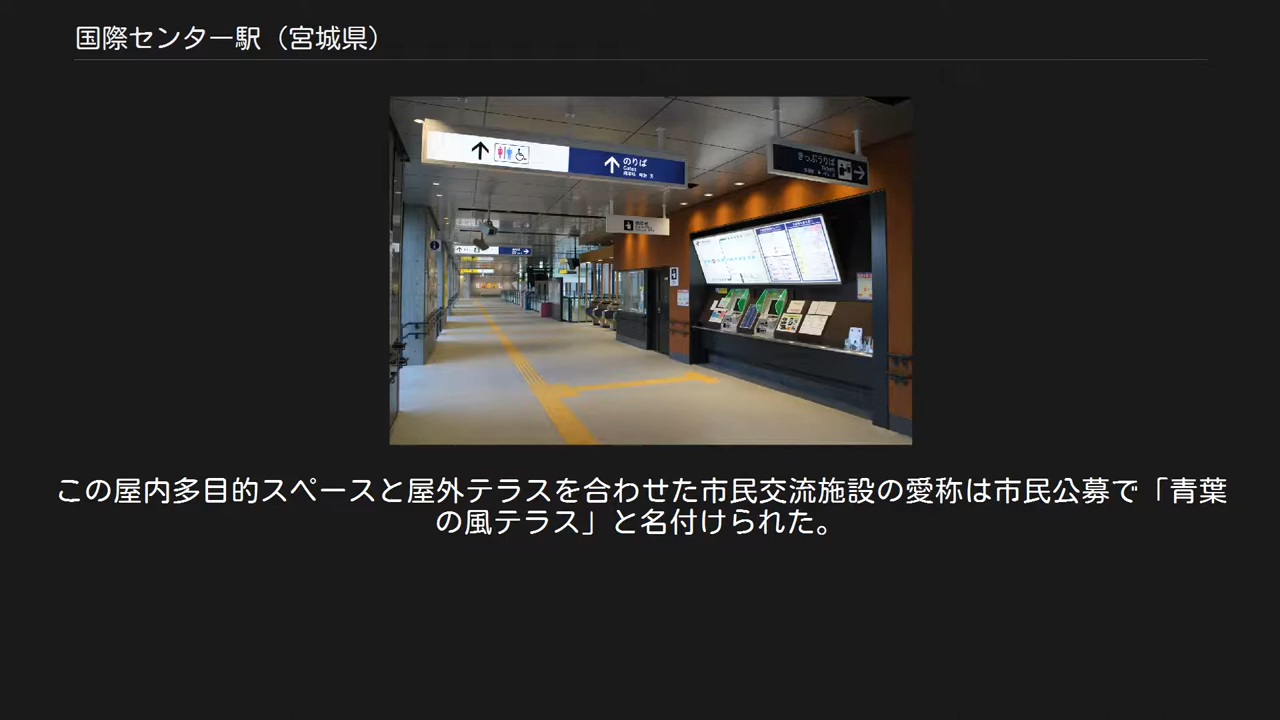 国際センター駅（宮城県）
のりば
きっぷうりば
この屋内多目的スペースと屋外テラスを合わせた市民交流施設の愛称は市民公募で「青葉
の風テラス」と名付けられた。